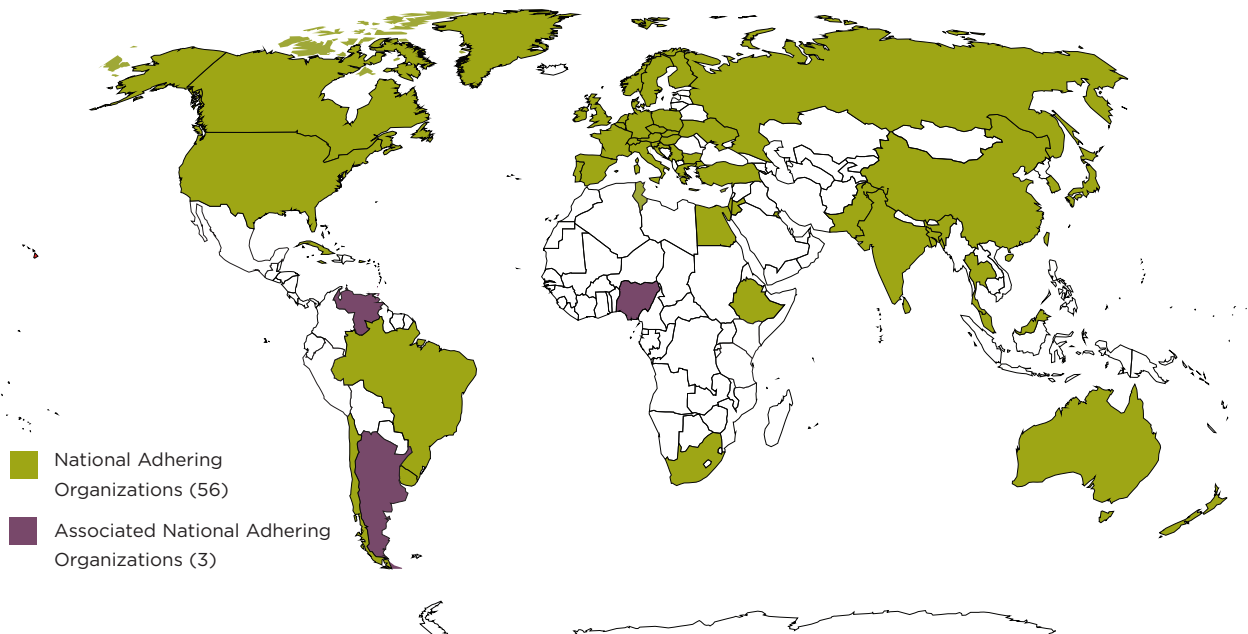 National Adhering
Organizations (56)
Associated National Adhering
Organizations (3)